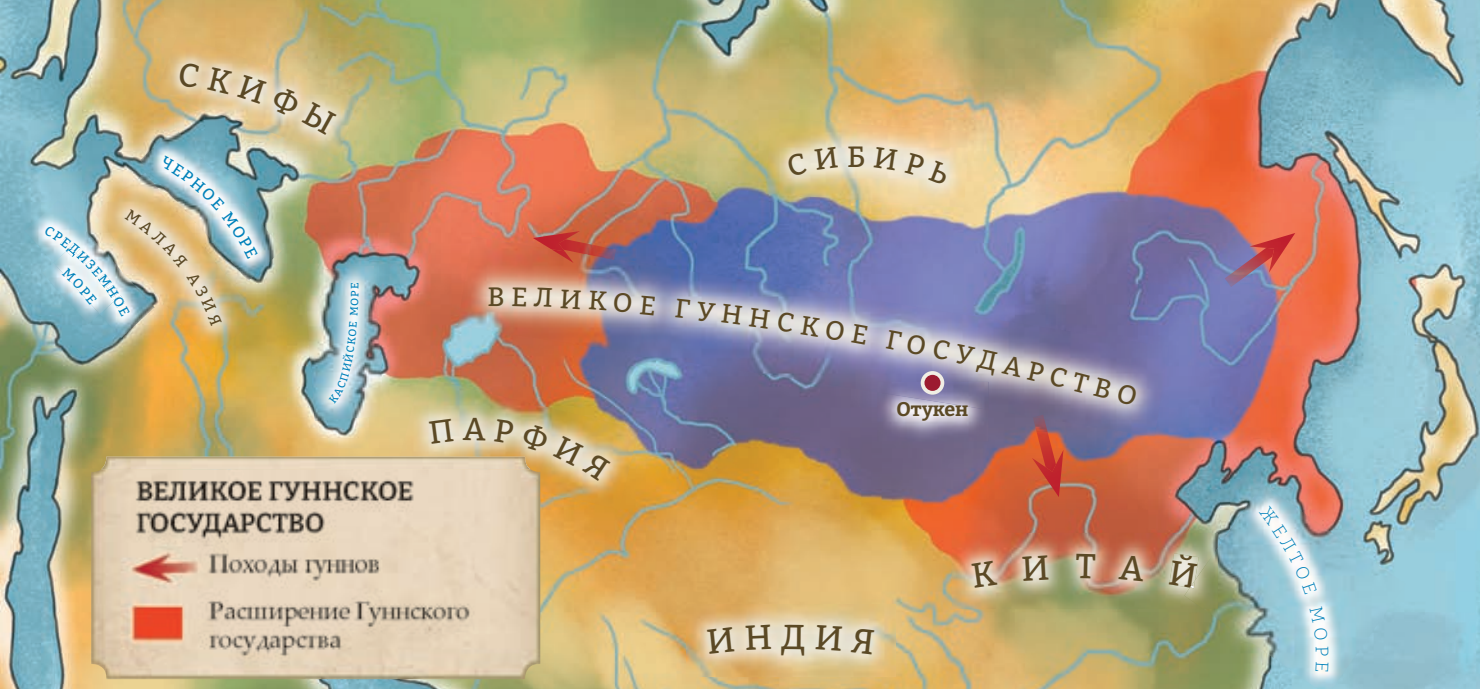 СКИФЫ
СИБИРЬ
ЧЕРНОЕ МОРЕ
МАЛАЯ АЗИЯ
СРЕДИЗЕМНОЕ
МОРЕ
КАСПИЙСКОЕ МОРЕ
ВЕЛИКОЕ ГУННСКОЕ ГОСУДАРСТВО
Отукен
ПАРФИЯ
КИТАЙ
ЖЕЛТОЕ МОРЕ
ИНДИЯ
ВЕЛИКОЕ ГУННСКОЕ
ГОСУДАРСТВО
Походы гуннов
Расширение Гуннского
государства